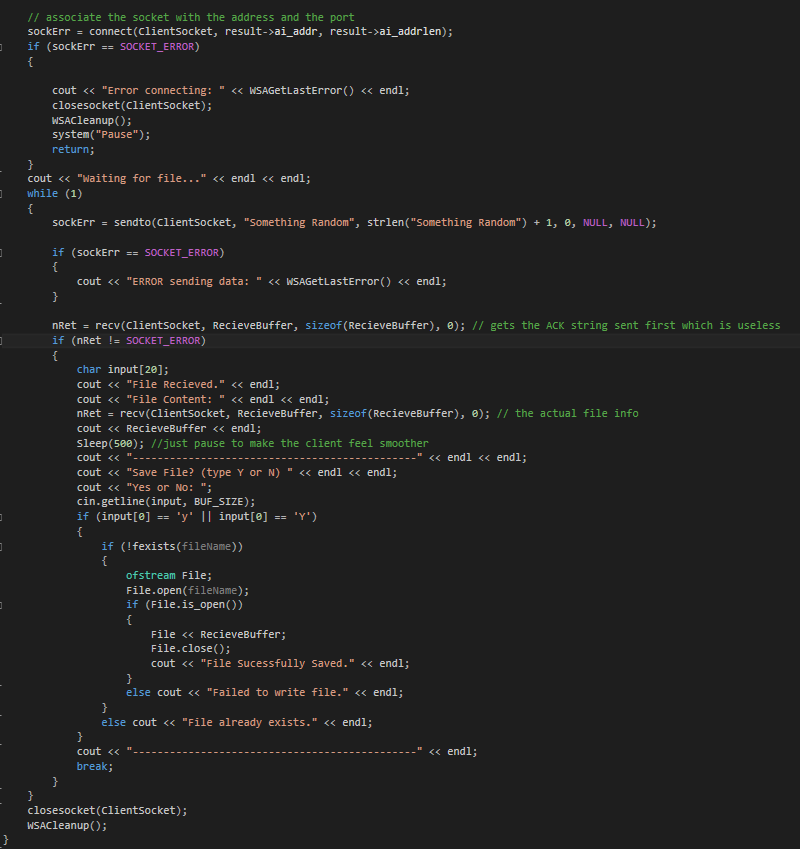 // associate the socket with the address and the port
sockErr = connect(ClientSocket, result->ai_addr, result->ai_addrlen);
if (sockErr == SOCKET_ERROR)
{
cout << "Error connecting: " << WSAGetLastError() << endl;
closesocket(ClientSocket);
WSACleanup();
system("Pause");
return;
}
cout << "Waiting for file..." << endl << endl;
while (1)
{
sockErr = sendto(ClientSocket, "Something Random", strlen("Something Random") + 1, 0, NULL, NULL);
if (sockErr == SOCKET_ERROR)
{
cout << "ERROR sending data: " << WSAGetLastError() << endl;
}
nRet = recv(ClientSocket, RecieveBuffer, sizeof(RecieveBuffer), 0); // gets the ACK string sent first which is useless
if (nRet != SOCKET_ERROR)
{
char input[20];
cout << "File Recieved." << endl;
cout << "File Content: " << endl << endl;
nRet = recv(ClientSocket, RecieveBuffer, sizeof(RecieveBuffer), 0); // the actual file info
cout << RecieveBuffer << endl;
Sleep(500); //just pause to make the client feel smoother
cout << "----------------------------------------------" << endl << endl;
cout << "Save File? (type Y or N) " << endl << endl;
cout << "Yes or No: ";
cin.getline(input, BUF_SIZE);
if (input[0] == 'y' || input[0] == 'Y')
{
if (!fexists(fileName))
{
ofstream File;
File.open(fileName);
if (File.is_open())
{
File << RecieveBuffer;
File.close();
cout << "File Sucessfully Saved." << endl;
}
else cout << "Failed to write file." << endl;
}
else cout << "File already exists." << endl;
}
cout << "----------------------------------------------" << endl;
break;
}
}
closesocket(ClientSocket);
WSACleanup();
}